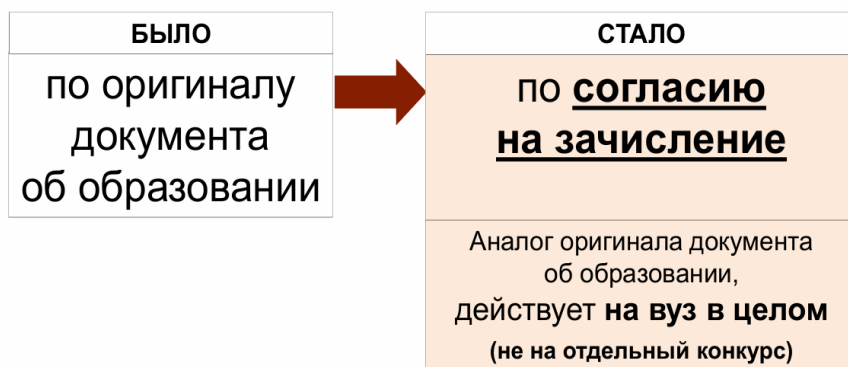 БЫЛО
по оригиналу
документа
об образовании
СТАЛО
по согласию
на зачисление
Аналог оригинала документа
об образовании,
действует на вуз в целом
(не на отдельный конкурс)